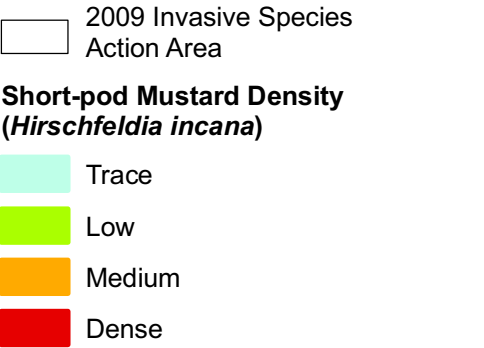 2009 Invasive Species
Action Area
Short-pod Mustard Density
(Hirschfeldia incana)
Trace
Low
Medium
Dense